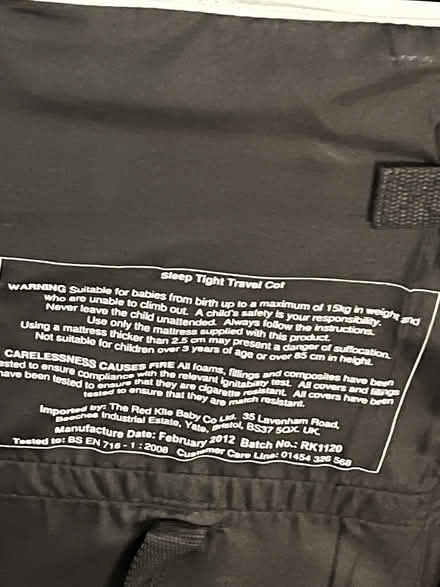 Sleep Tight Travel Cot
WARNING Suitable for babies from birth up to a maximum of 15kg in weight and
who are unable to climb out. A child's safety is your responsibility.
Never leave the child unattended. Always follow the instructions.
Use only the mattress supplied with this product.
Using a mattress thicker than 2.5 cm may present a danger of suffocation.
Not suitable for children over 3 years of age or over 85 cm in height.
CARELESSNESS CAUSES FIRE All foams, fillings and composites have been
ested to ensure compliance with the relevant ignitability test. All covers and fillings
have been tested to ensure that they are cigarette resistant. All covers have been
tested to ensure that they are match resistant.
Imported by: The Red Kite Baby Co Ltd. 35 Lavenham Road,
Beeches Industrial Estate, Yate, Bristol, BS37 5QX. UK.
Manufacture Date: February 2012 Batch No.: RK1120
Tested to: BS EN 716 - 1 : 2008 Customer Care Line: 01454 326 568